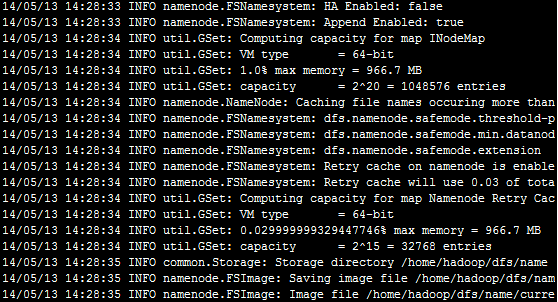 14/05/13 14:28:33 INFO namenode.FSNamesystem: HA Enabled: false
14/05/13 14:28:33 INFO namenode.FSNamesystem: Append Enabled: true
14/05/13 14:28:34 INFO util.GSet: Computing capacity for map INodeMap
14/05/13 14:28:34 INFO util.GSet: VM type       = 64-bit
14/05/13 14:28:34 INFO util.GSet: 1.0% max memory = 966.7 MB
14/05/13 14:28:34 INFO util.GSet: capacity      = 2^20 = 1048576 entries
14/05/13 14:28:34 INFO namenode.NameNode: Caching file names occuring more than
14/05/13 14:28:34 INFO namenode.FSNamesystem: dfs.namenode.safemode.threshold-p
14/05/13 14:28:34 INFO namenode.FSNamesystem: dfs.namenode.safemode.min.datanod
14/05/13 14:28:34 INFO namenode.FSNamesystem: dfs.namenode.safemode.extension
14/05/13 14:28:34 INFO namenode.FSNamesystem: Retry cache on namenode is enable
14/05/13 14:28:34 INFO namenode.FSNamesystem: Retry cache will use 0.03 of tota
14/05/13 14:28:34 INFO util.GSet: Computing capacity for map Namenode Retry Cac
14/05/13 14:28:34 INFO util.GSet: VM type       = 64-bit
14/05/13 14:28:34 INFO util.GSet: 0.029999999329447746% max memory = 966.7 MB
14/05/13 14:28:34 INFO util.GSet: capacity      = 2^15 = 32768 entries
14/05/13 14:28:35 INFO common.Storage: Storage directory /home/hadoop/dfs/name
14/05/13 14:28:35 INFO namenode.FSImage: Saving image file /home/hadoop/dfs/nam
14/05/13 14:28:35 INFO namenode.FSImage: Image file /home/hadoop/dfs/name/curre